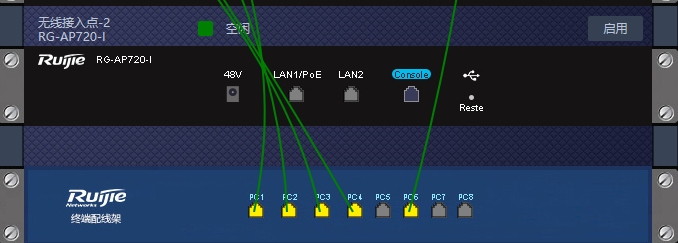 无线接入点-2
RG-AP720-I
空闲
启用
Ruijie RG-AP720-I
48V LAN1/PoE LAN2 Console
Reste
Ruijie
Networks
终端配线架
PC1 PC2 PC3 PC4 PC5 PC6 PC7 PC8